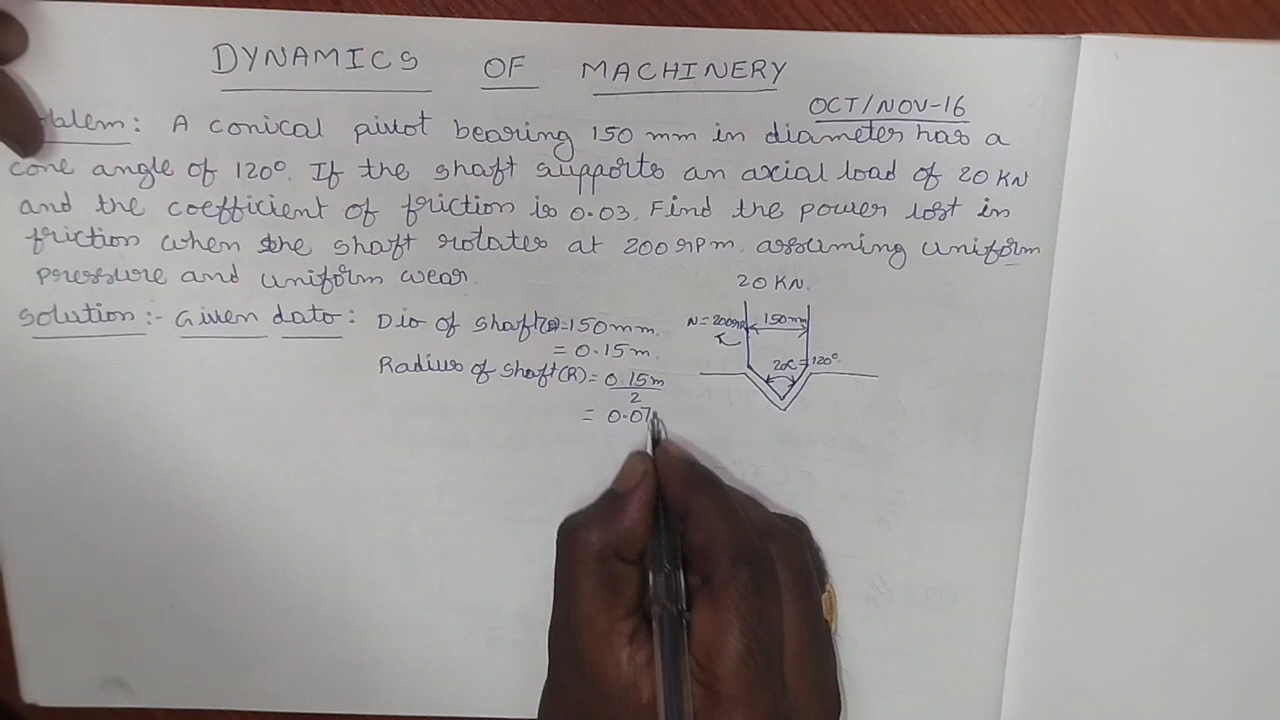 DYNAMICS OF MACHINERY
OCT/NOV-16
blem: A conical pivot bearing 150 mm in diameter has a
cone angle of 120°. If the shaft supports an axial load of 20 KN
and the coefficient of friction is 0.03. Find the power lost in
friction when the shaft rotates at 200 rpm. assuming uniform
pressure and uniform wear.
20 KN.
Solution:- Given data: Dia of shaft = 150 mm.
N = 200
150 mm
= 0.15 m.
2α = 120°
Radius of shaft (R) = 0.15 m
2
= 0.07